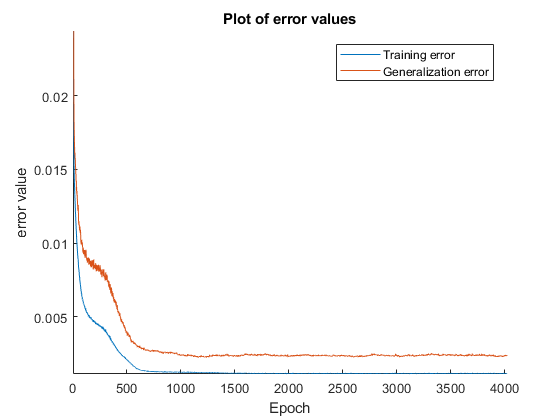 Plot of error values
Training error
Generalization error
0.02
0.015
0.01
0.005
error value
0 500 1000 1500 2000 2500 3000 3500 4000
Epoch